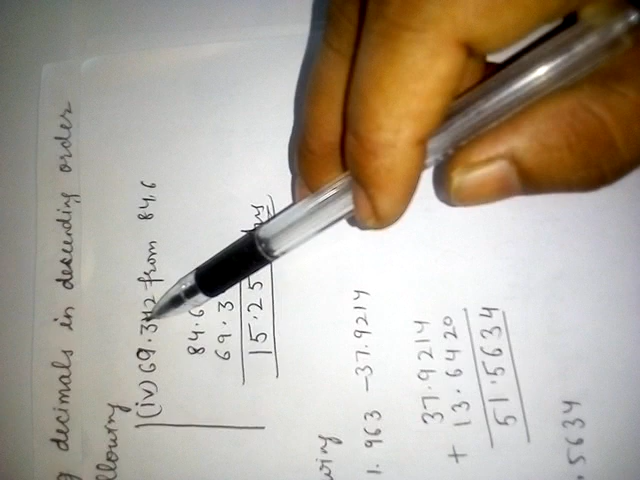 decimals in descending order
(iv) 69.342 from 84.6
84.6
69.3
15.25
1.963 - 37.9214
37.9214
+ 13.6420
51.5634
.5634